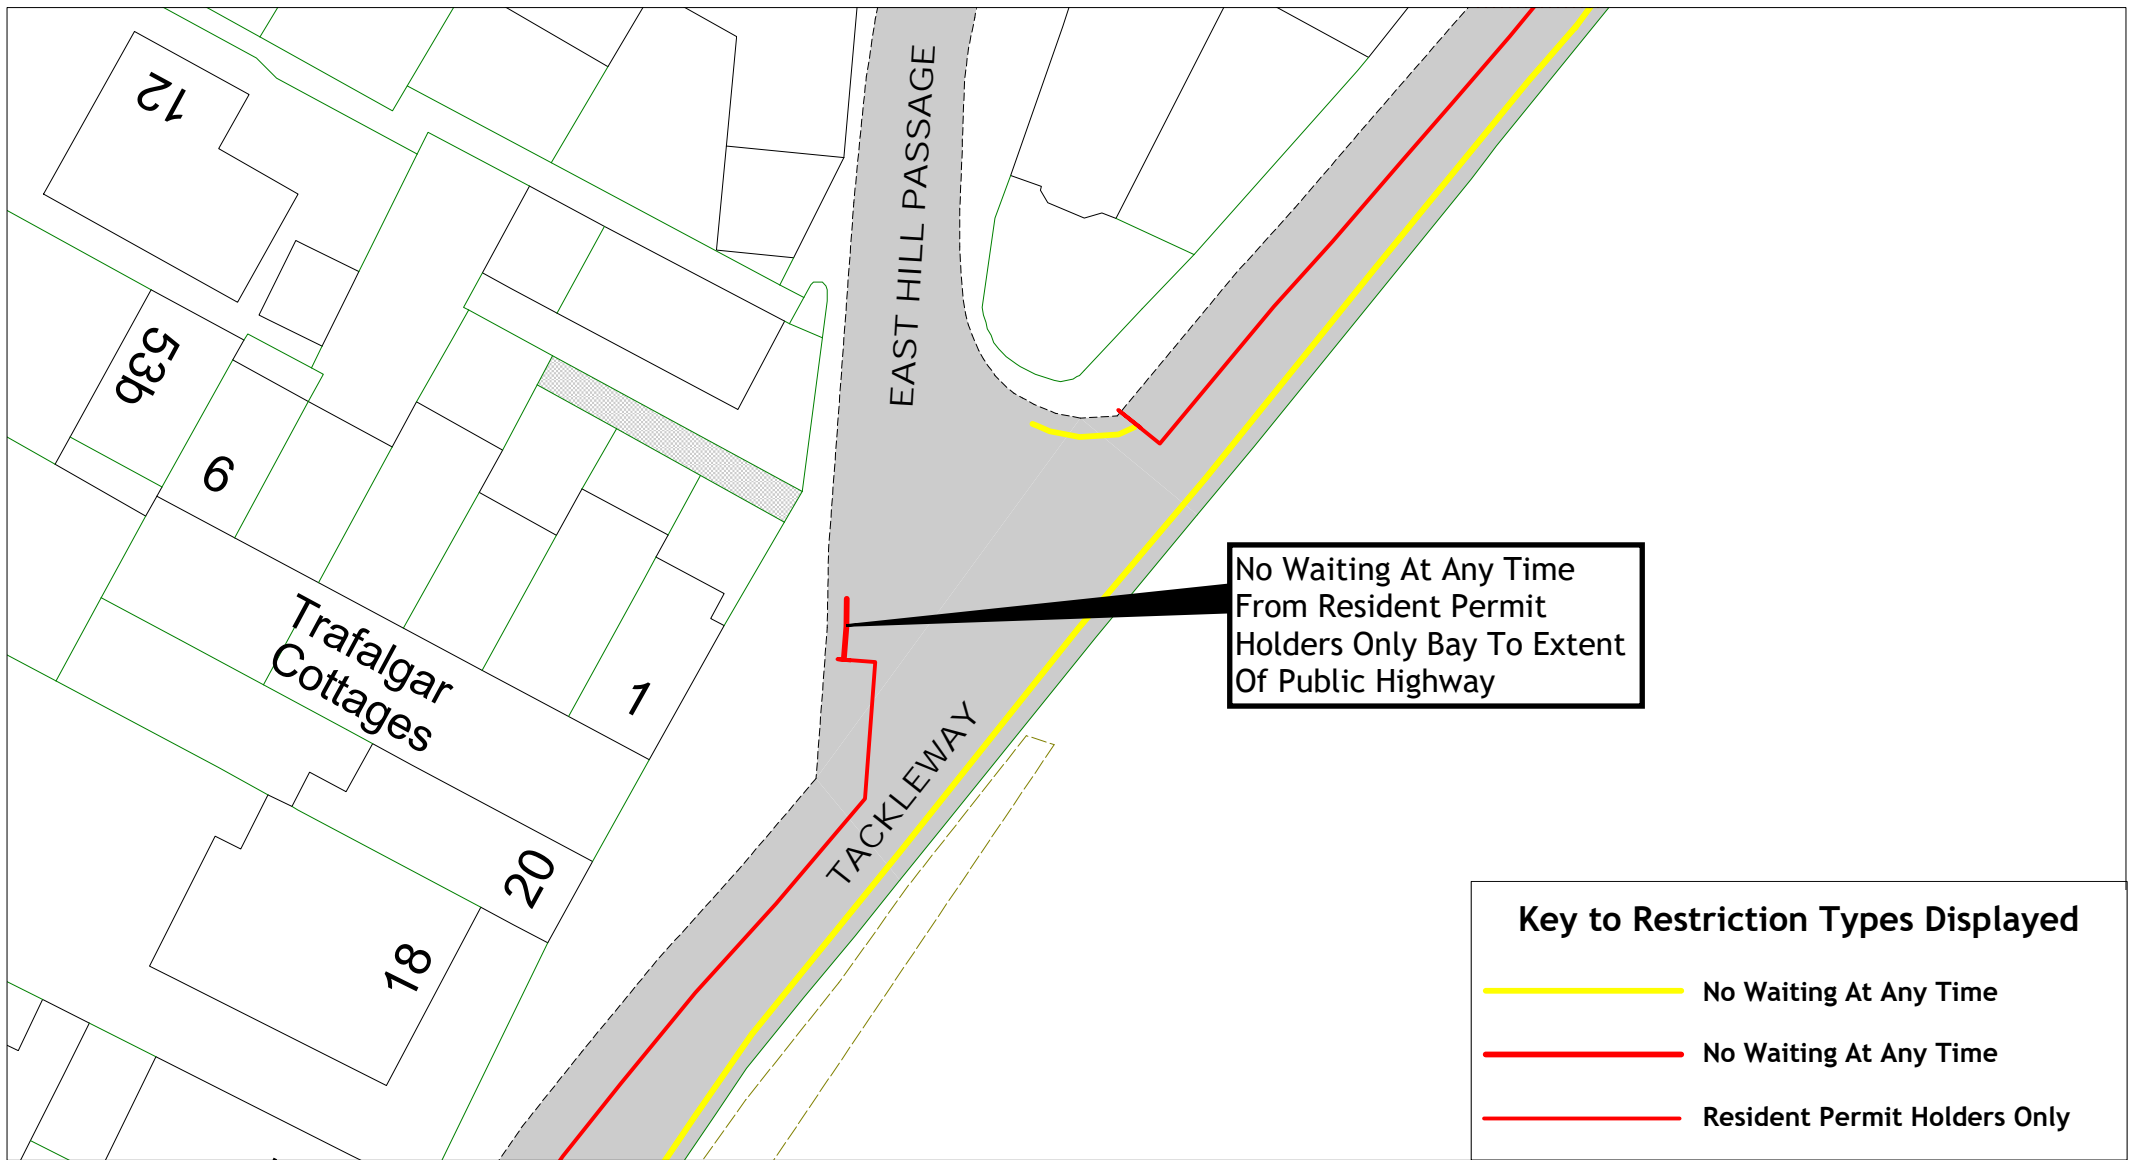 12
EAST HILL PASSAGE
53b
9
No Waiting At Any Time
From Resident Permit
Holders Only Bay To Extent
Of Public Highway
Trafalgar
Cottages
1
TACKLEWAY
20
18
Key to Restriction Types Displayed
No Waiting At Any Time
No Waiting At Any Time
Resident Permit Holders Only